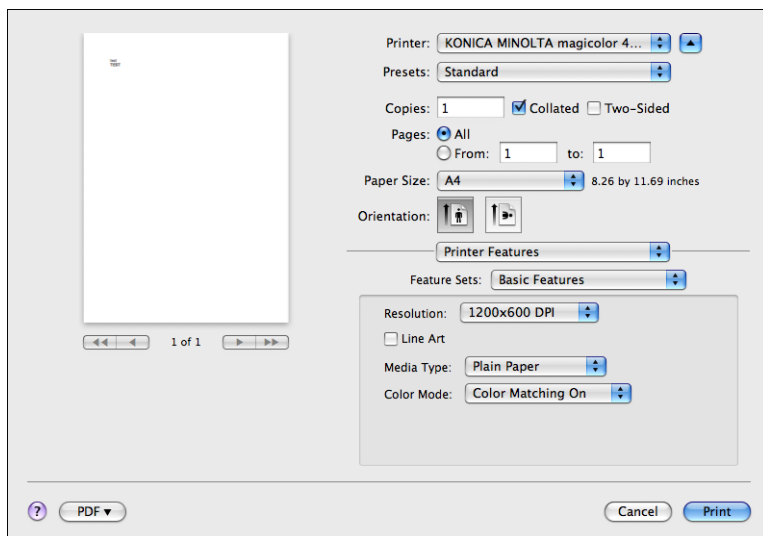 Printer: KONICA MINOLTA magicolor 4...
Presets: Standard
Copies: 1 Collated Two-Sided
Pages: All
From: 1 to: 1
Paper Size: A4 8.26 by 11.69 inches
Orientation:
Printer Features
Feature Sets: Basic Features
Resolution: 1200x600 DPI
Line Art
Media Type: Plain Paper
Color Mode: Color Matching On
1 of 1
? PDF▼ Cancel Print